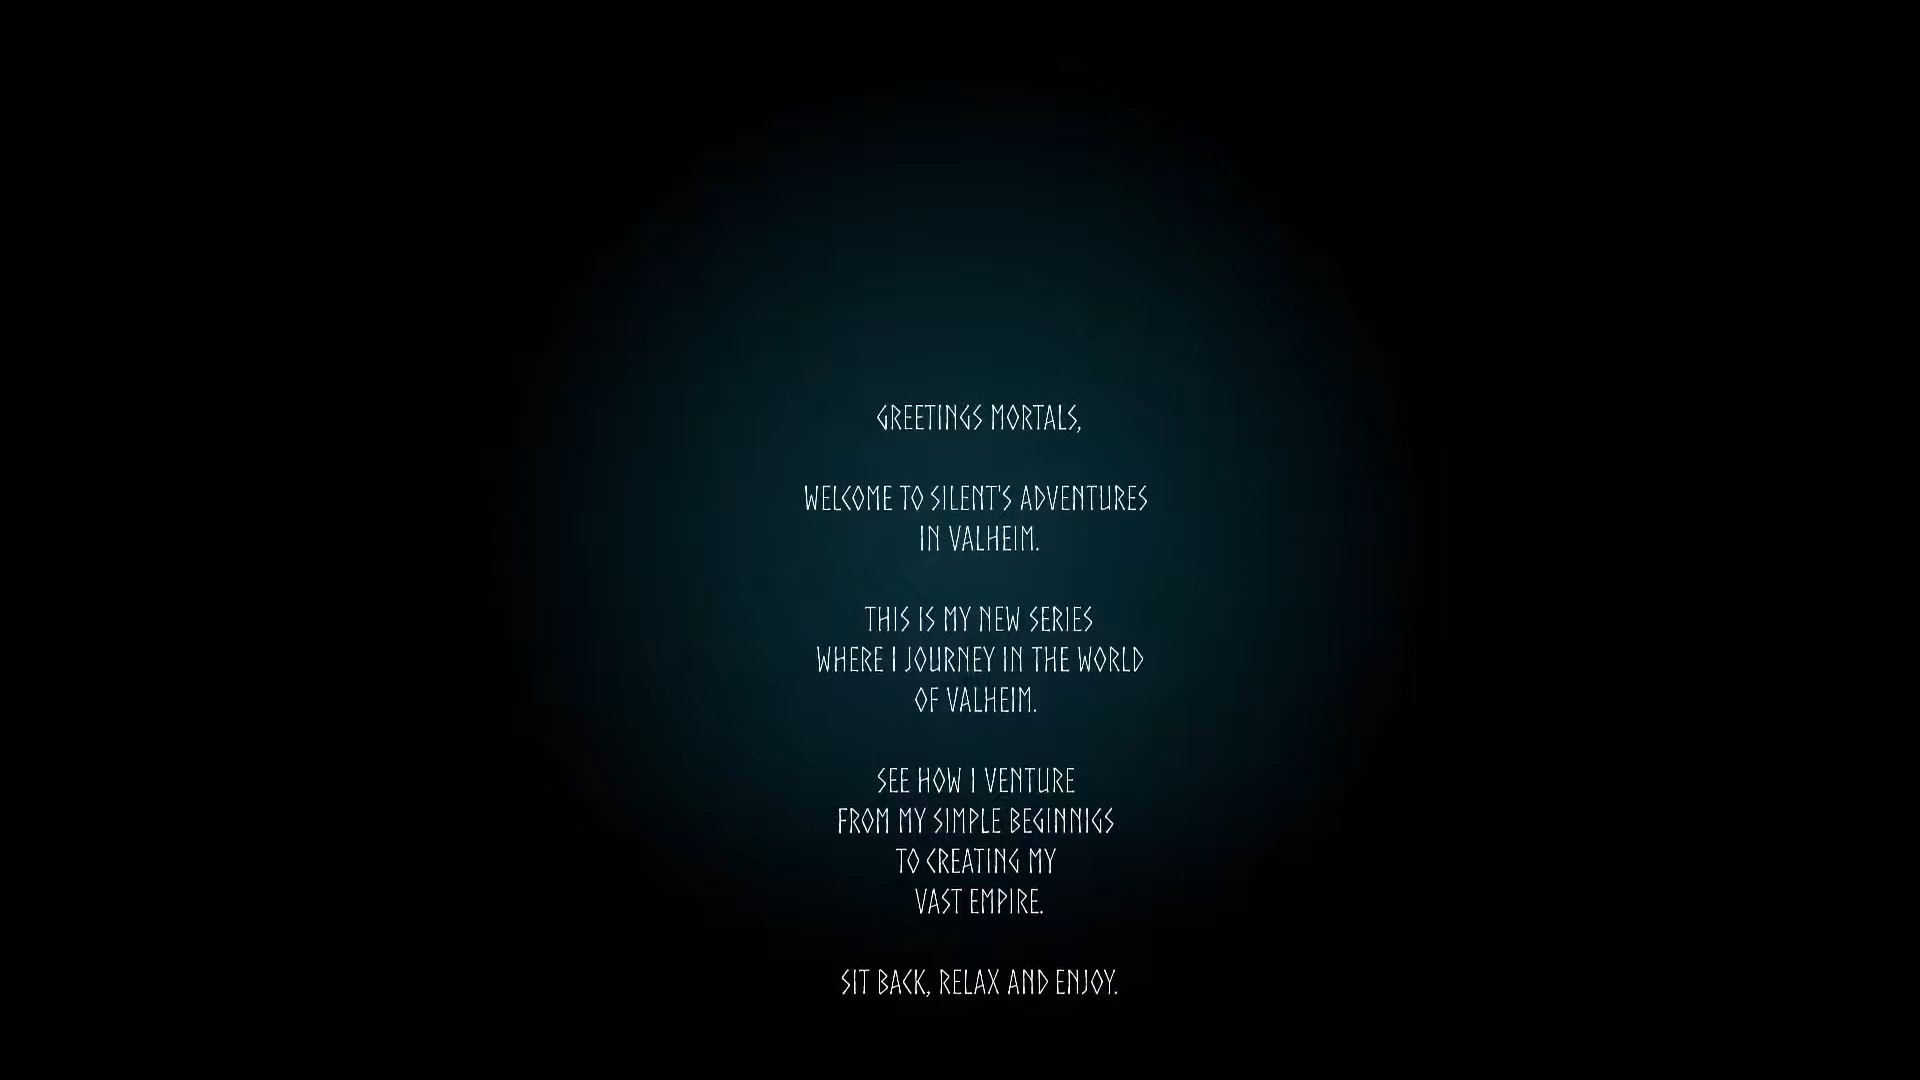 GREETINGS MORTALS,
WELCOME TO SILENT'S ADVENTURES
IN VALHEIM.
THIS IS MY NEW SERIES
WHERE I JOURNEY IN THE WORLD
OF VALHEIM.
SEE HOW I VENTURE
FROM MY SIMPLE BEGINNIGS
TO CREATING MY
VAST EMPIRE.
SIT BACK, RELAX AND ENJOY.